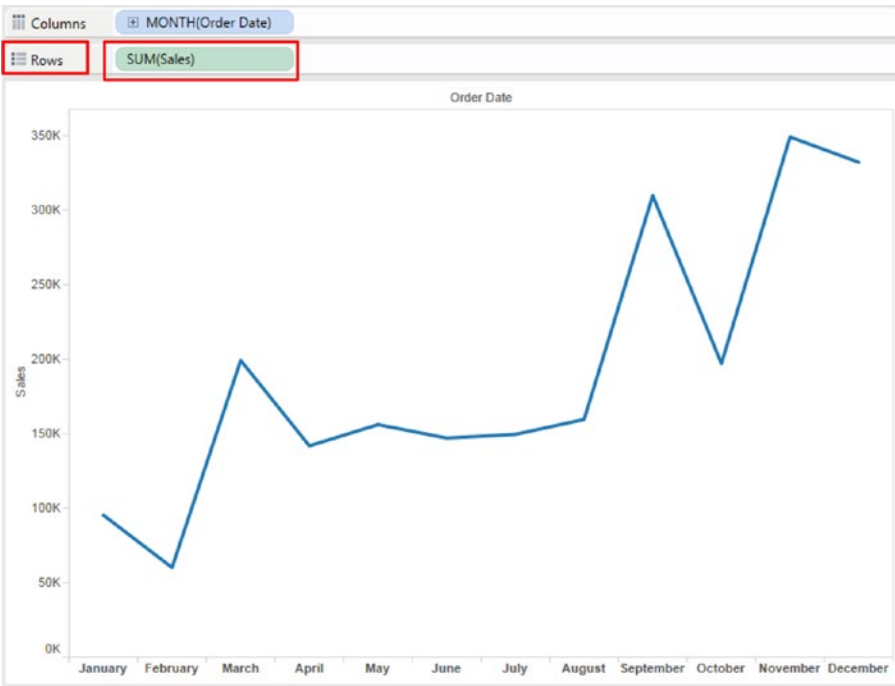 Columns MONTH(Order Date)
Rows SUM(Sales)
Order Date
350K
300K
250K
200K
150K
100K
50K
0K
Sales
January February March April May June July August September October November December